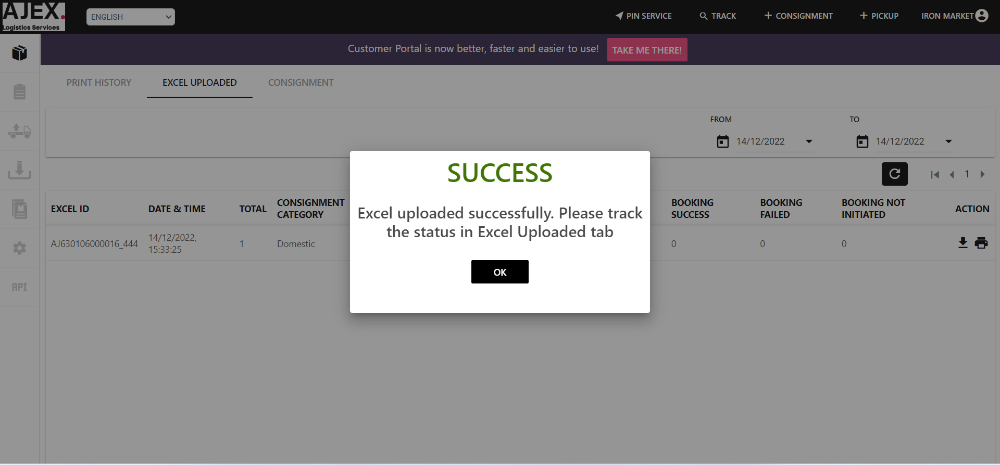 AJEX.
Logistics Services
ENGLISH
PIN SERVICE
TRACK
+ CONSIGNMENT
+ PICKUP
IRON MARKET
Customer Portal is now better, faster and easier to use!
TAKE ME THERE!
PRINT HISTORY
EXCEL UPLOADED
CONSIGNMENT
FROM
TO
14/12/2022
14/12/2022
1
SUCCESS
Excel uploaded successfully. Please track
the status in Excel Uploaded tab
OK
EXCEL ID
DATE & TIME
TOTAL
CONSIGNMENT
CATEGORY
BOOKING
SUCCESS
BOOKING
FAILED
BOOKING NOT
INITIATED
ACTION
AJ630106000016_444
14/12/2022,
15:33:25
1
Domestic
0
0
0
API